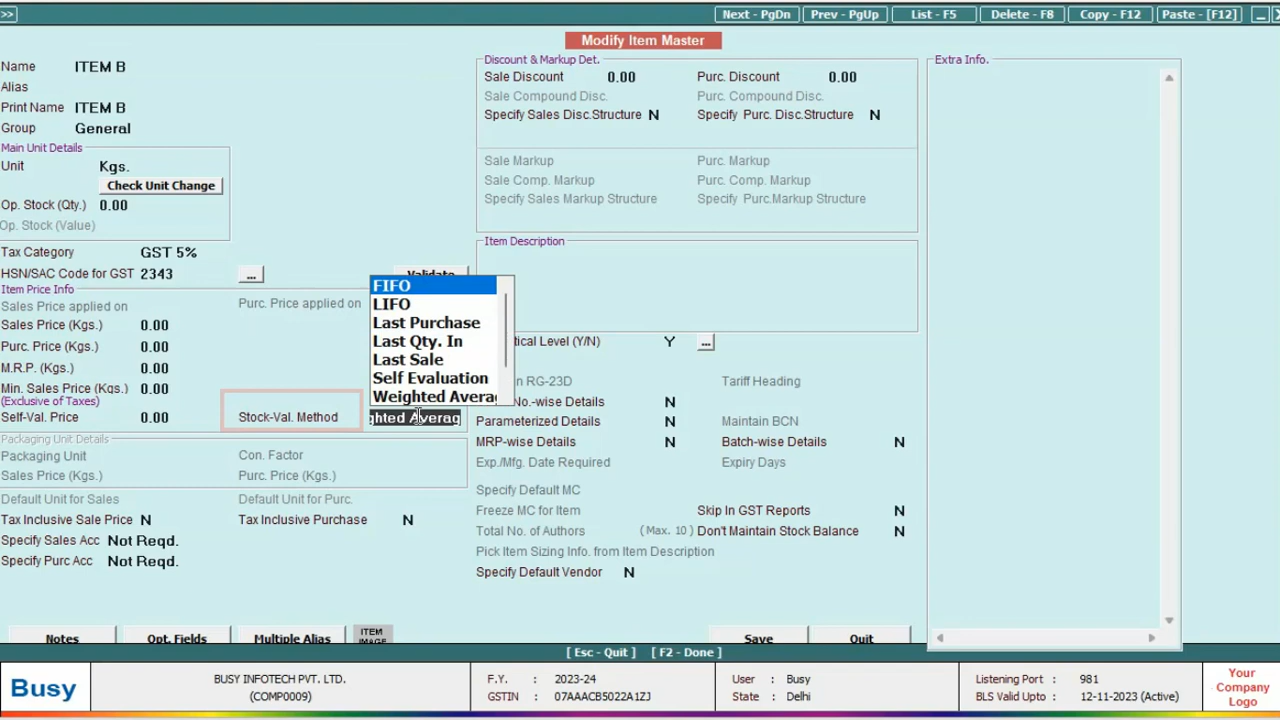 >>
Next - PgDn
Prev - PgUp
List - F5
Delete - F8
Copy - F12
Paste - [F12]
Modify Item Master
Name ITEM B
Alias
Print Name ITEM B
Group General
Main Unit Details
Unit Kgs.
Check Unit Change
Op. Stock (Qty.) 0.00
Op. Stock (Value)
Tax Category GST 5%
HSN/SAC Code for GST 2343 ... Validate
Item Price Info
Sales Price applied on Purc. Price applied on
Sales Price (Kgs.) 0.00
Purc. Price (Kgs.) 0.00
M.R.P. (Kgs.) 0.00
Min. Sales Price (Kgs.) 0.00
(Exclusive of Taxes)
Self-Val. Price 0.00 Stock-Val. Method ghted Averag
FIFO
LIFO
Last Purchase
Last Qty. In
Last Sale
Self Evaluation
Weighted Avera
Packaging Unit Details
Packaging Unit Con. Factor
Sales Price (Kgs.) Purc. Price (Kgs.)
Default Unit for Sales Default Unit for Purc.
Tax Inclusive Sale Price N Tax Inclusive Purchase N
Specify Sales Acc Not Reqd.
Specify Purc Acc Not Reqd.
Notes
Opt. Fields
Multiple Alias
ITEM
IMAGE
Discount & Markup Det.
Sale Discount 0.00 Purc. Discount 0.00
Sale Compound Disc. Purc. Compound Disc.
Specify Sales Disc.Structure N Specify Purc. Disc.Structure N
Sale Markup Purc. Markup
Sale Comp. Markup Purc. Comp. Markup
Specify Sales Markup Structure Specify Purc.Markup Structure
Item Description
tical Level (Y/N) Y ...
n RG-23D Tariff Heading
No.-wise Details N
Parameterized Details N Maintain BCN
MRP-wise Details N Batch-wise Details N
Exp./Mfg. Date Required Expiry Days
Specify Default MC
Freeze MC for Item Skip In GST Reports N
Total No. of Authors (Max. 10) Don't Maintain Stock Balance N
Pick Item Sizing Info. from Item Description
Specify Default Vendor N
Save
Quit
Extra Info.
[ Esc - Quit ] [ F2 - Done ]
Busy
BUSY INFOTECH PVT. LTD.
(COMP0009)
F.Y. : 2023-24
GSTIN : 07AAACB5022A1ZJ
User : Busy
State : Delhi
Listening Port : 981
BLS Valid Upto : 12-11-2023 (Active)
Your
Company
Logo